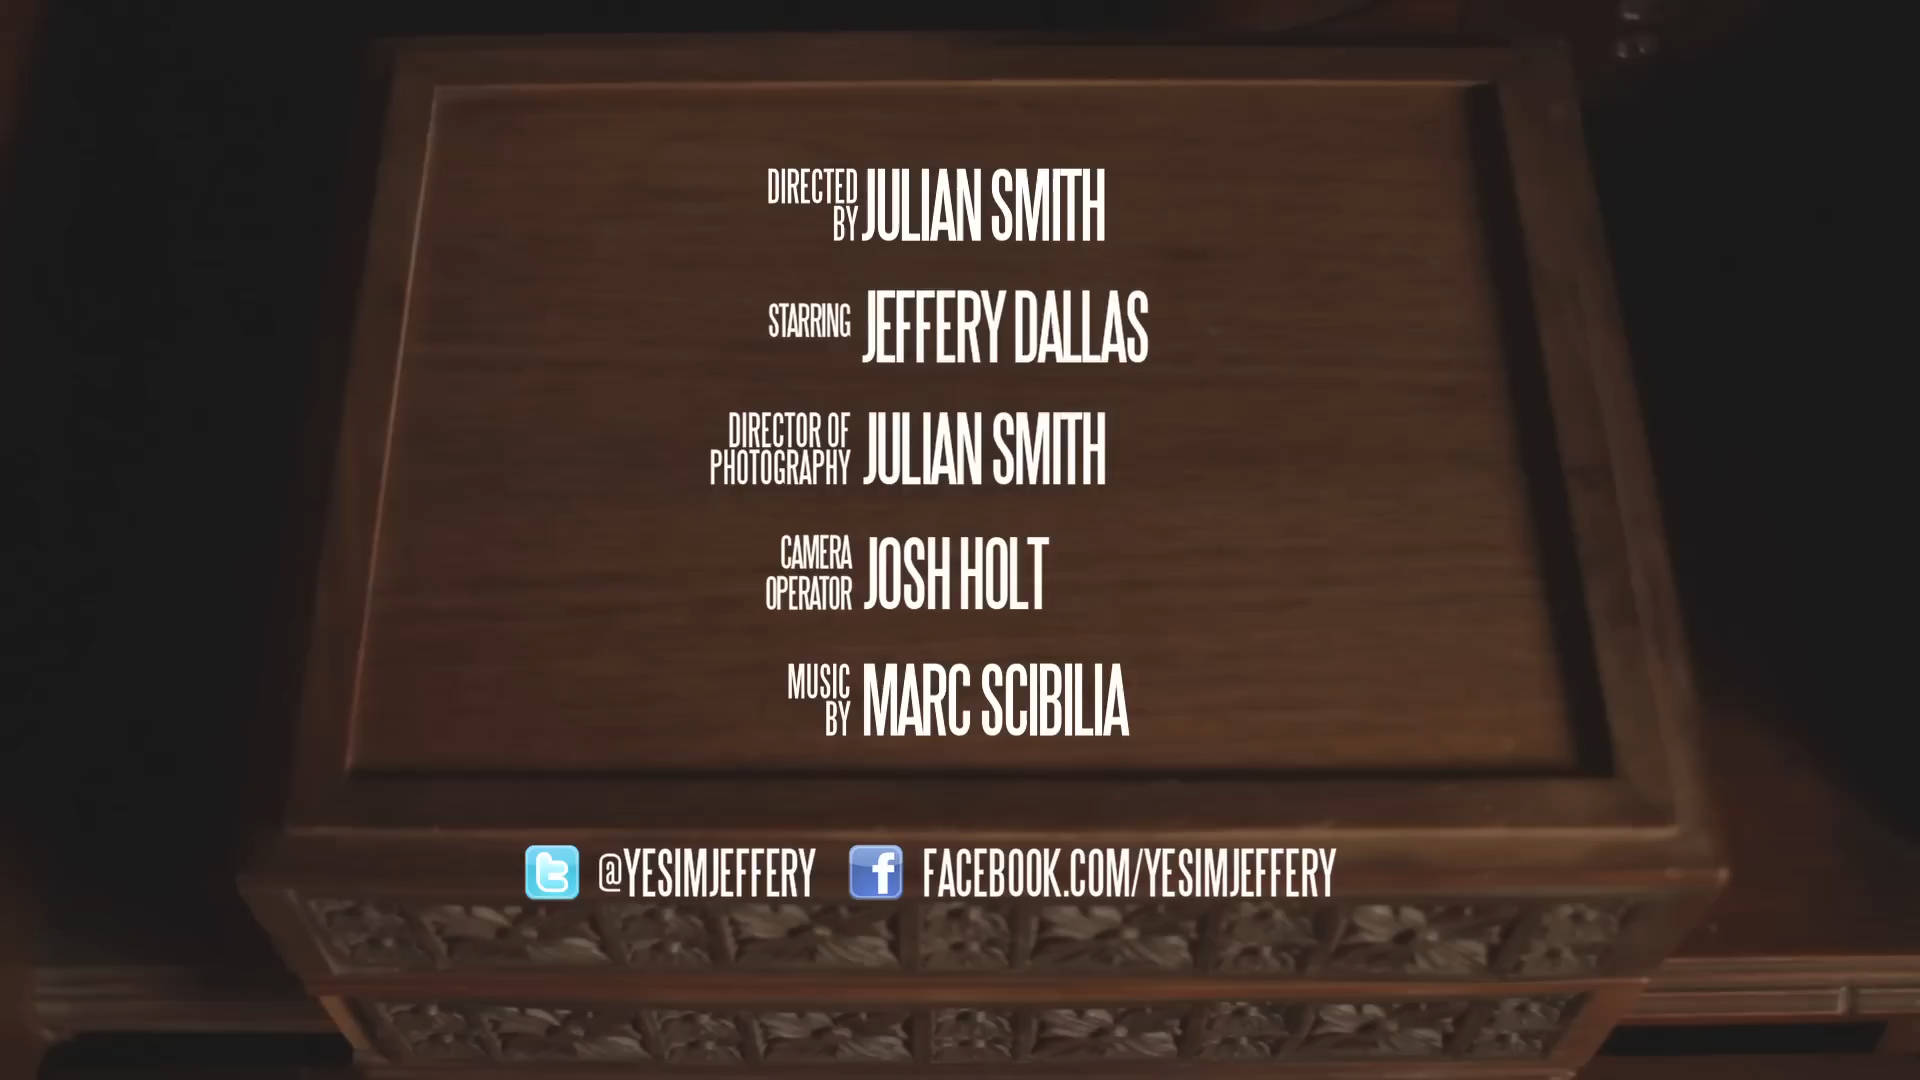 DIRECTED
BY JULIAN SMITH
STARRING JEFFERY DALLAS
DIRECTOR OF
PHOTOGRAPHY JULIAN SMITH
CAMERA
OPERATOR JOSH HOLT
MUSIC
BY MARC SCIBILIA
@YESIMJEFFERY FACEBOOK.COM/YESIMJEFFERY